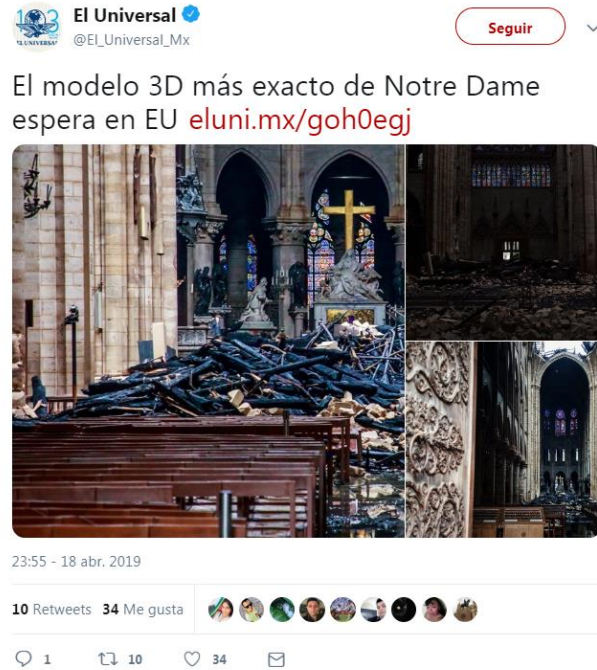 El Universal
@El_Universal_Mx
Seguir
El modelo 3D más exacto de Notre Dame
espera en EU eluni.mx/goh0egj
23:55 - 18 abr. 2019
10 Retweets 34 Me gusta
1 10 34